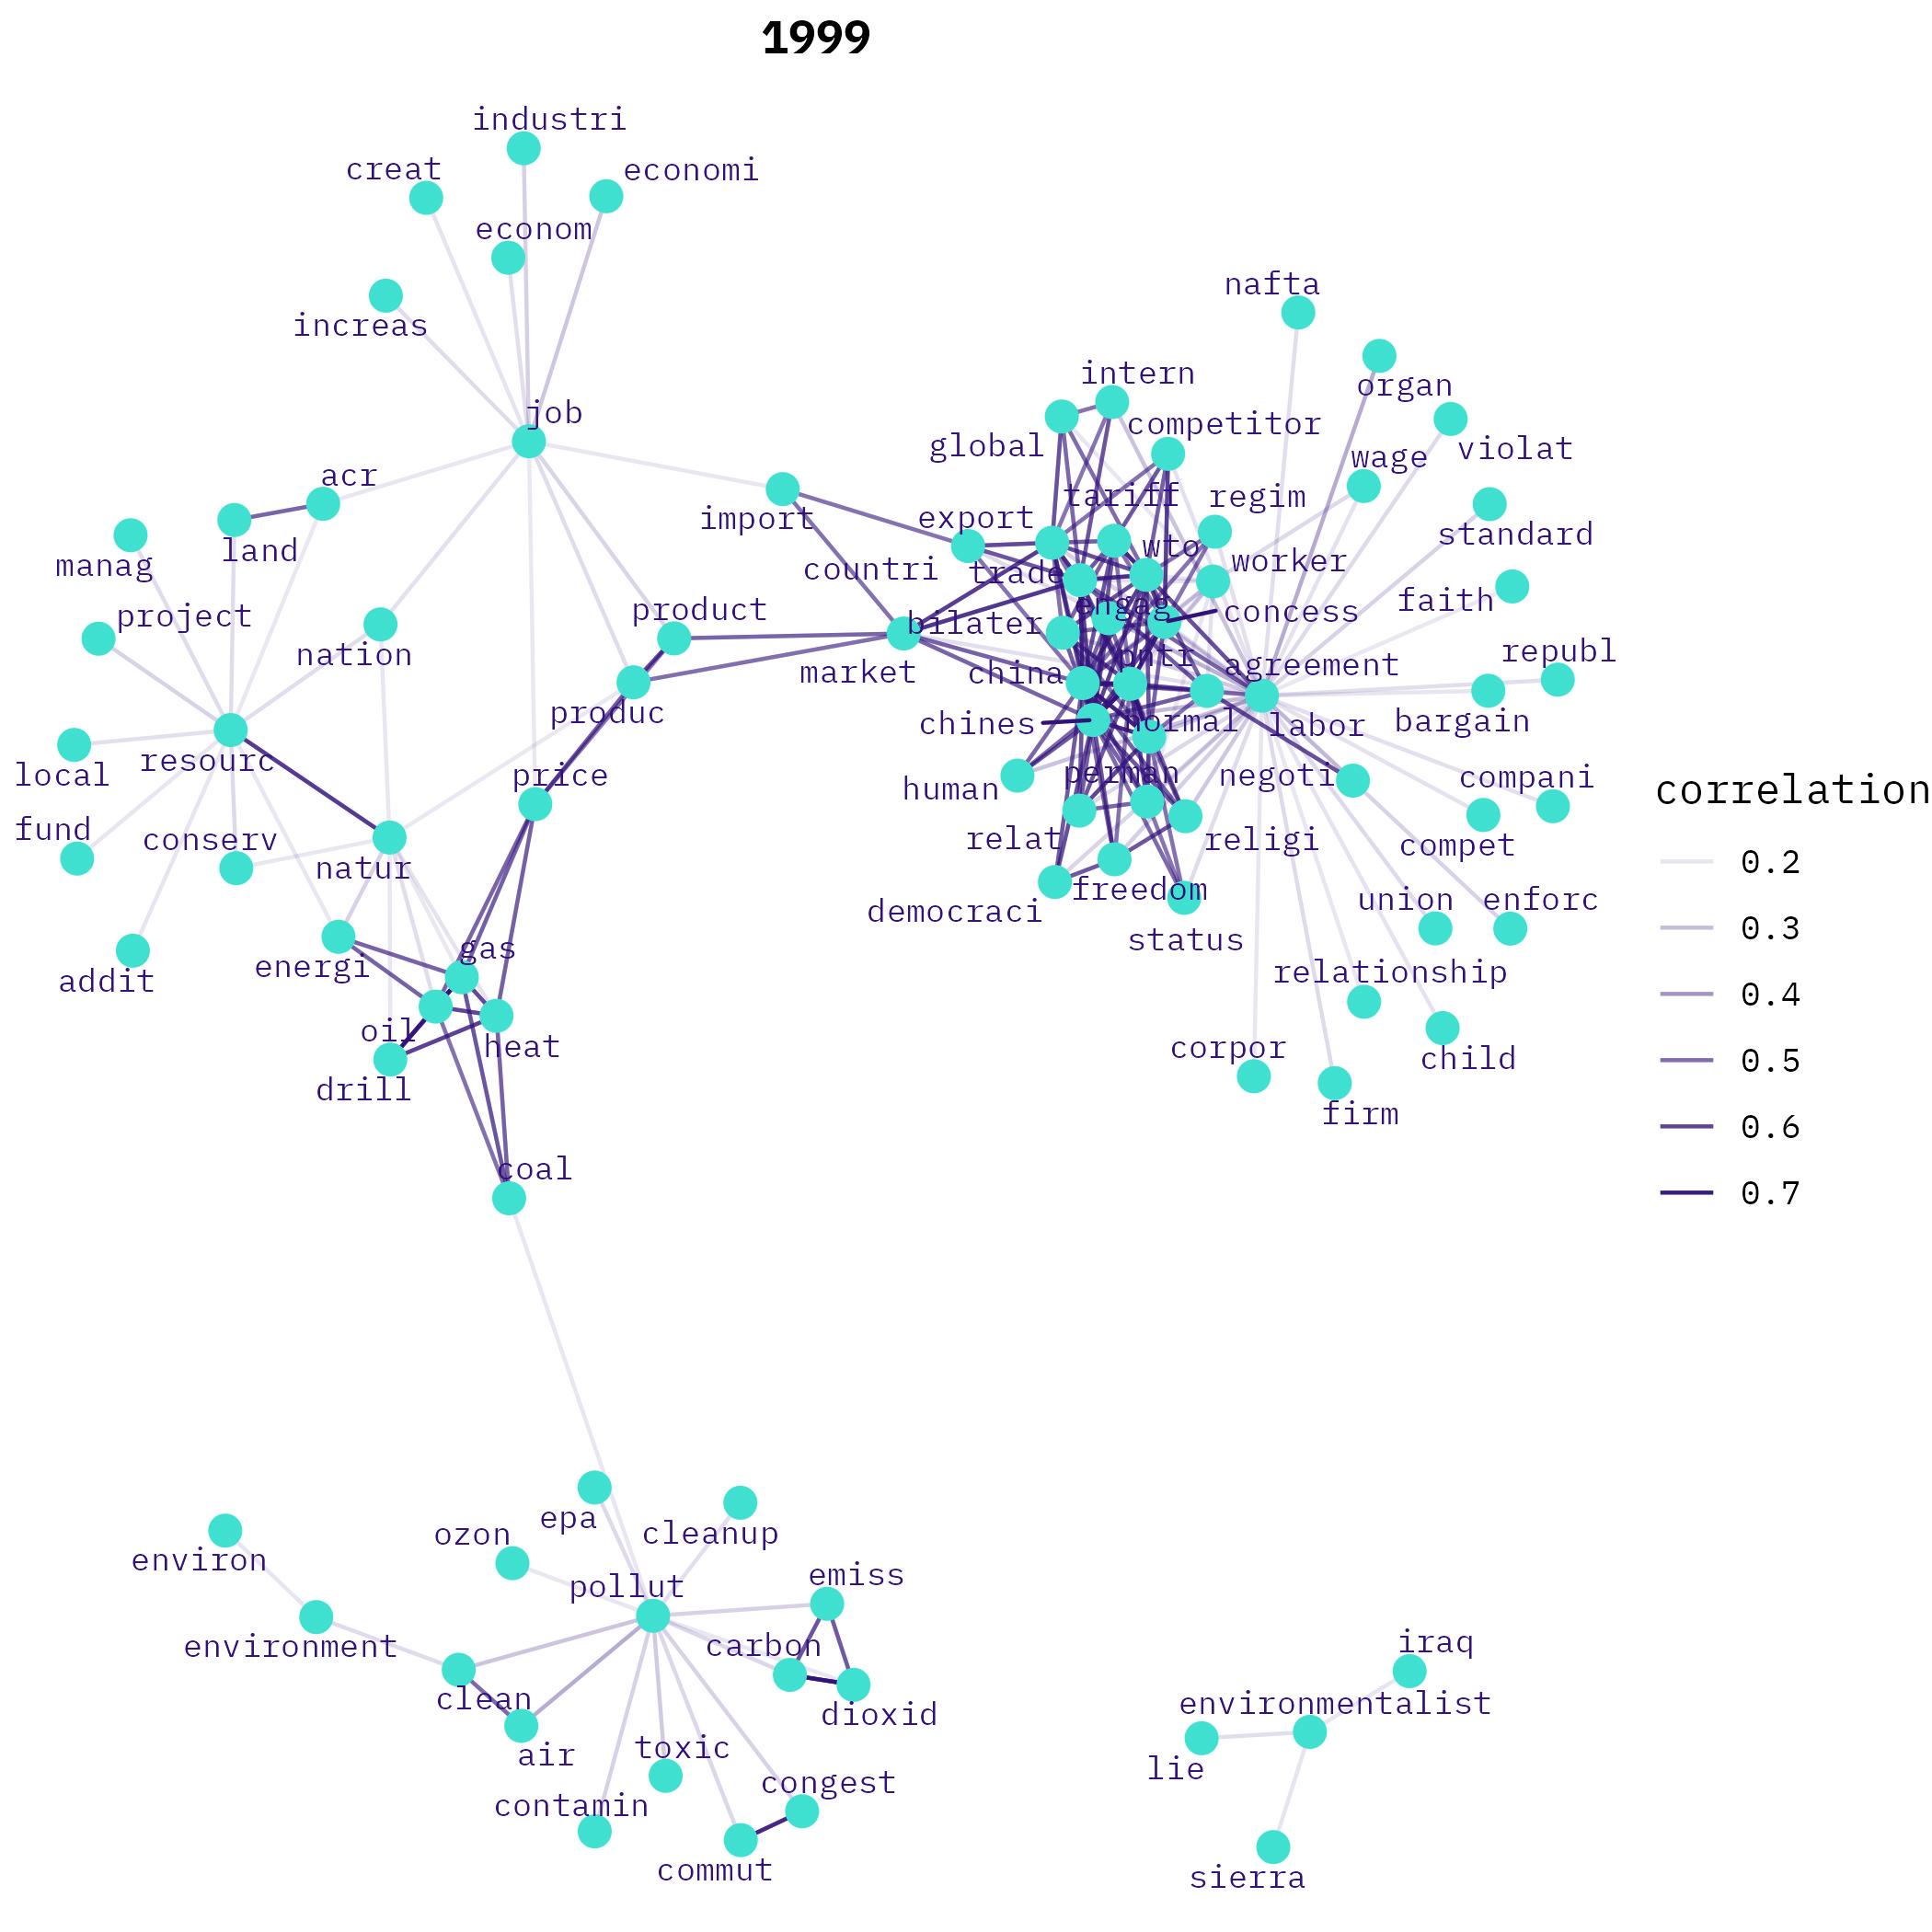 1999
industri
creat
economi
econom
nafta
increas
intern
organ
job
competitor
global
violat
wage
acr
tariff
regim
import
export
standard
land
wto
manag
worker
countri
trade
faith
product
engag
concess
project
bilater
nation
pntr
republ
market
china
agreement
produc
chines
normal
labor
bargain
resourc
local
price
perman
negoti
compani
human
correlation
fund
conserv
relat
religi
compet
0.2
natur
freedom
union
enforc
democraci
0.3
gas
status
energi
relationship
addit
0.4
oil
heat
corpor
child
0.5
drill
firm
0.6
coal
0.7
epa
cleanup
ozon
environ
emiss
pollut
environment
carbon
iraq
clean
environmentalist
dioxid
air
toxic
lie
congest
contamin
commut
sierra